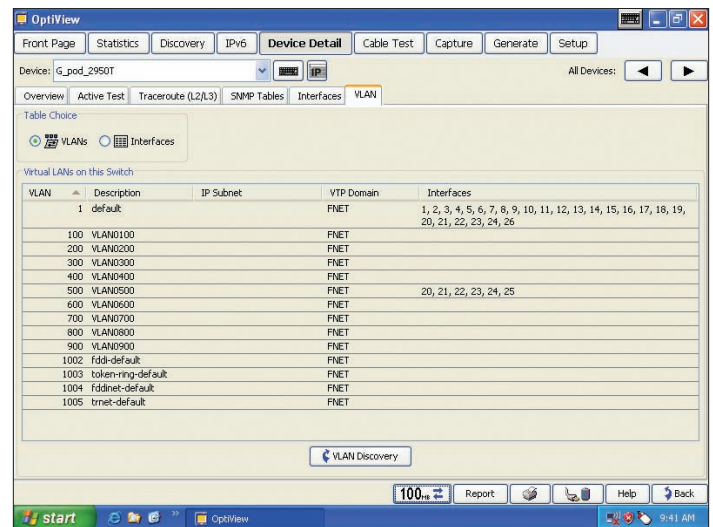 OptiView
Front Page Statistics Discovery IPv6 Device Detail Cable Test Capture Generate Setup
Device: G_pod_2950T IP All Devices:
Overview Active Test Traceroute (L2/L3) SNMP Tables Interfaces VLAN
Table Choice
VLANs Interfaces
Virtual LANs on this Switch
VLAN Description IP Subnet VTP Domain Interfaces
1 default FNET 1, 2, 3, 4, 5, 6, 7, 8, 9, 10, 11, 12, 13, 14, 15, 16, 17, 18, 19,
20, 21, 22, 23, 24, 26
100 VLAN0100 FNET
200 VLAN0200 FNET
300 VLAN0300 FNET
400 VLAN0400 FNET
500 VLAN0500 FNET 20, 21, 22, 23, 24, 25
600 VLAN0600 FNET
700 VLAN0700 FNET
800 VLAN0800 FNET
900 VLAN0900 FNET
1002 fddi-default FNET
1003 token-ring-default FNET
1004 fddinet-default FNET
1005 trnet-default FNET
VLAN Discovery
100MB Report Help Back
start OptiView 9:41 AM